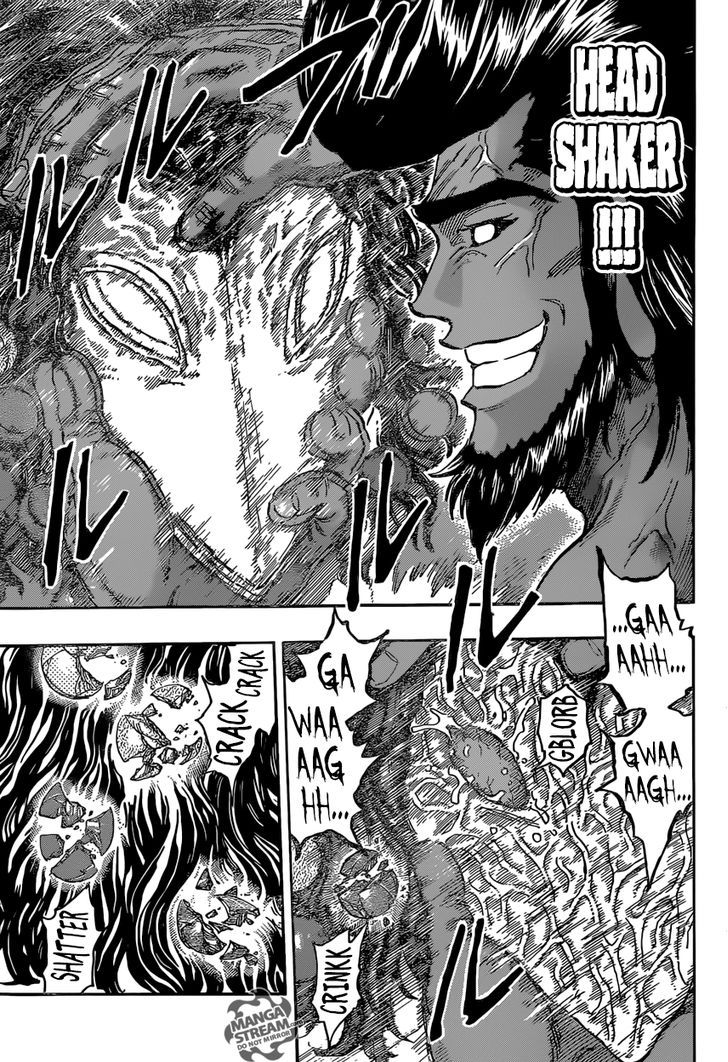 HEAD
SHAKER
!!!
ブルルルル
ルル
...GAA
AAHH...
GWAA
AAGH...
GBLORB
GA
WAA
AAG
HH...
CRINKK
ル
CRACK
CRACK
SHATTER
MANGA
STREAM.COM
DO NOT MIRROR!